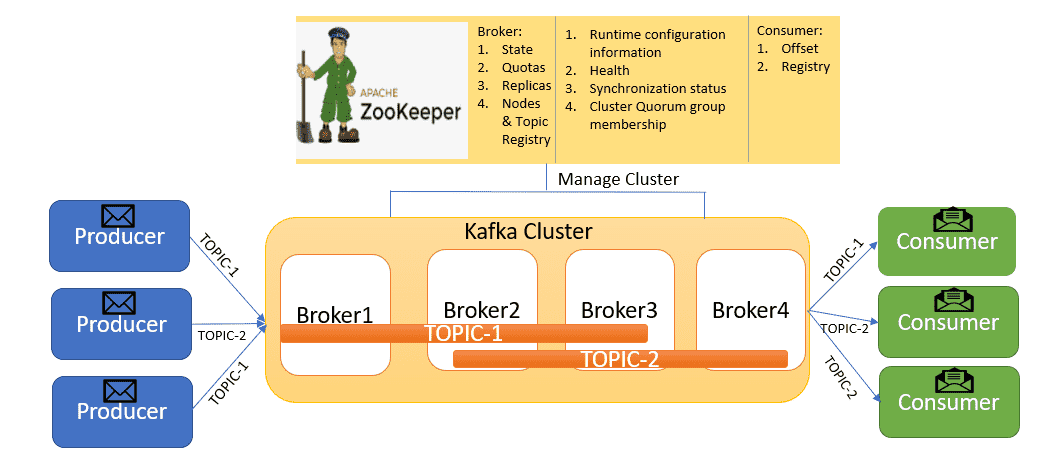 APACHE
ZooKeeper
Broker:
1. State
2. Quotas
3. Replicas
4. Nodes
& Topic
Registry
1. Runtime configuration
information
2. Health
3. Synchronization status
4. Cluster Quorum group
membership
Consumer:
1. Offset
2. Registry
Manage Cluster
Producer
Producer
Producer
TOPIC-1
TOPIC-2
TOPIC-1
Kafka Cluster
Broker1
Broker2
Broker3
Broker4
TOPIC-1
TOPIC-2
TOPIC-1
TOPIC-2
TOPIC-2
Consumer
Consumer
Consumer